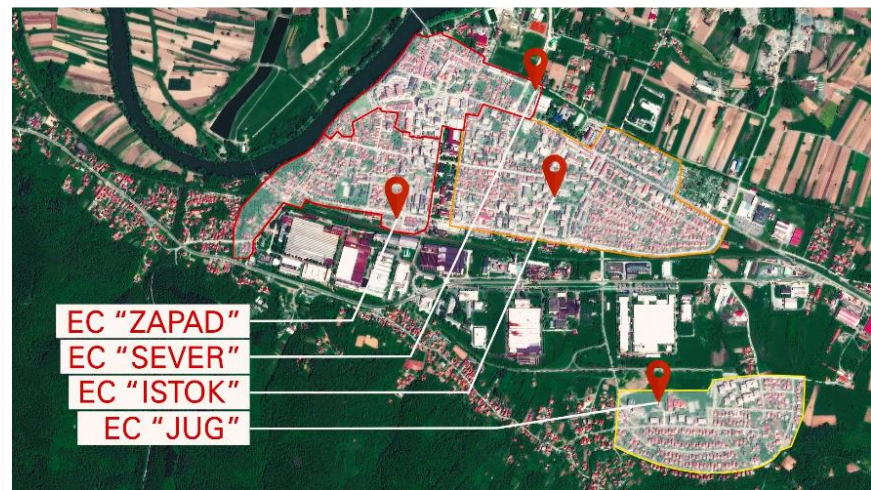 EC “ZAPAD”
EC “SEVER”
EC “ISTOK”
EC “JUG”